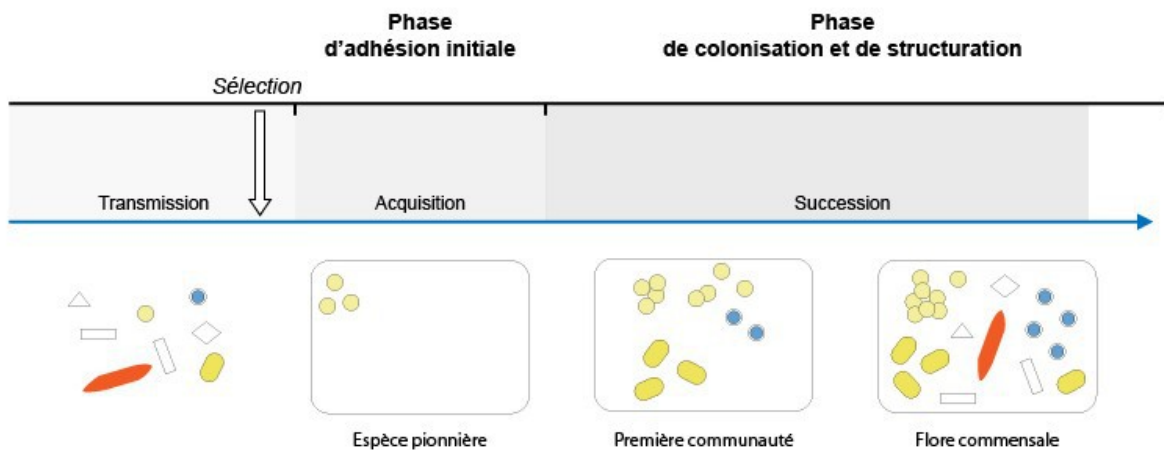 Phase
d’adhésion initiale
Phase
de colonisation et de structuration
Sélection
Transmission
Acquisition
Succession
Espèce pionnière
Première communauté
Flore commensale